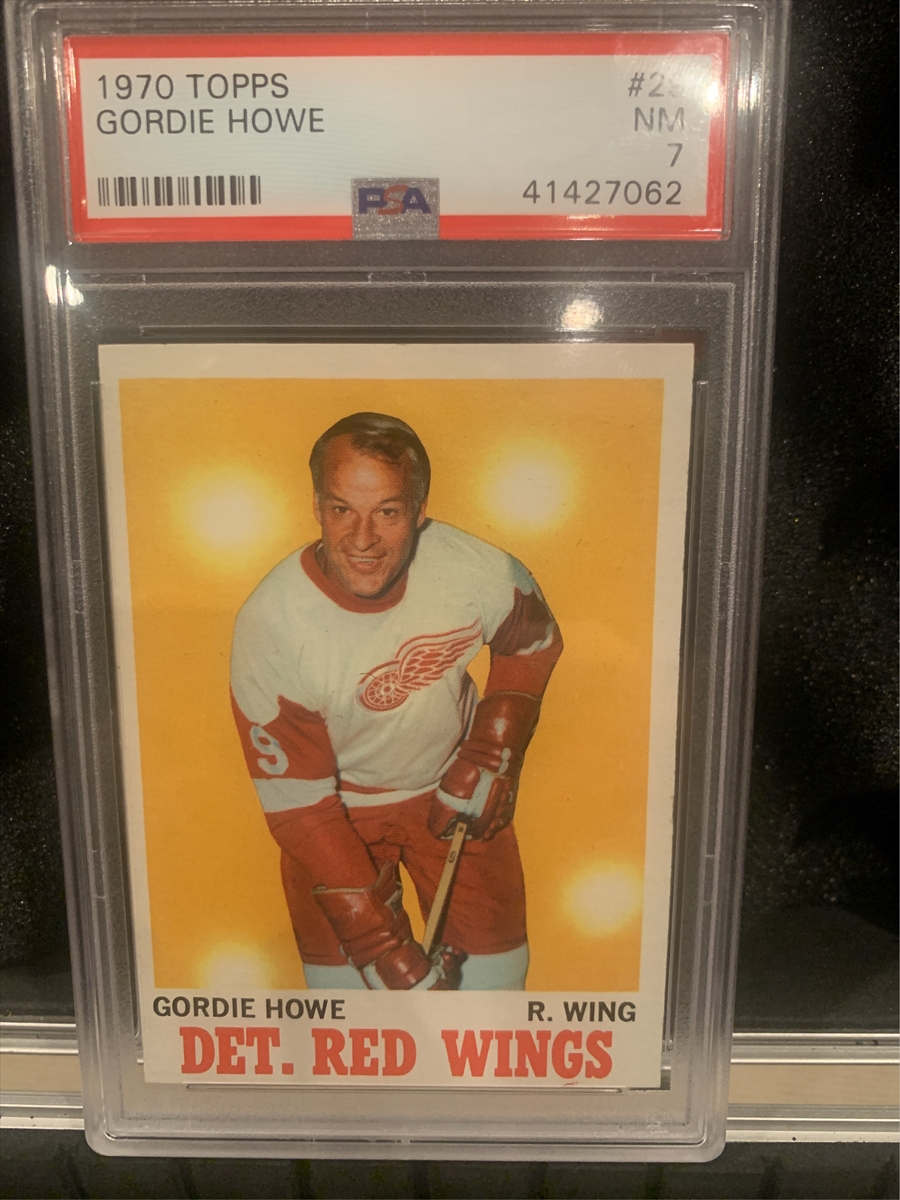 1970 TOPPS
GORDIE HOWE
NM
7
PSA
41427062
9
GORDIE HOWE
R. WING
DET. RED WINGS